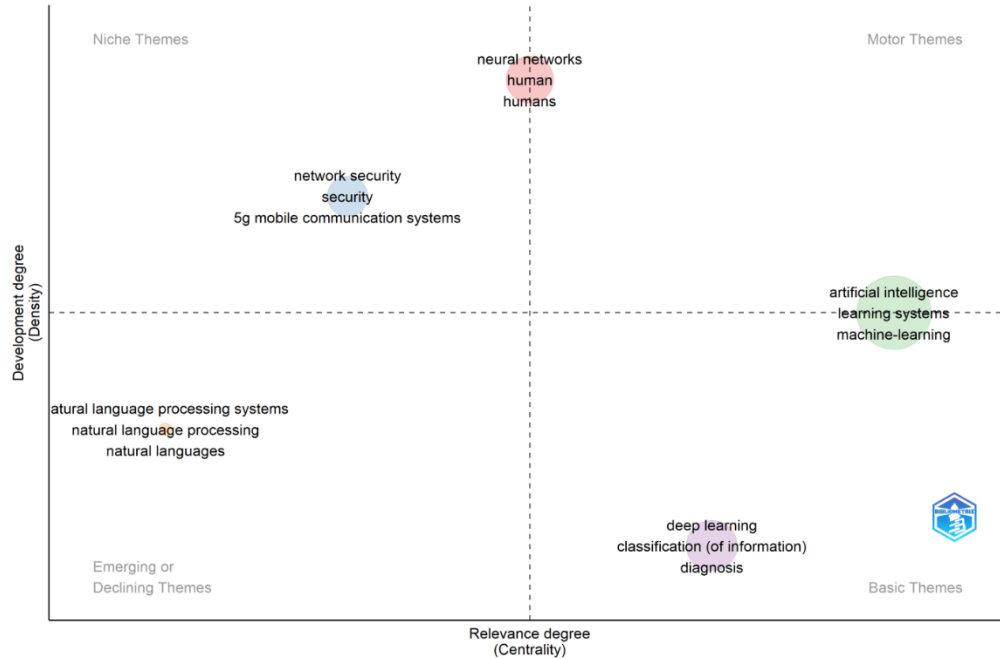 Niche Themes
Motor Themes
neural networks
human
humans
network security
security
5g mobile communication systems
artificial intelligence
learning systems
machine-learning
Development degree
(Density)
atural language processing systems
natural language processing
natural languages
deep learning
classification (of information)
diagnosis
BIBLIOMETRIX
Emerging or
Declining Themes
Basic Themes
Relevance degree
(Centrality)